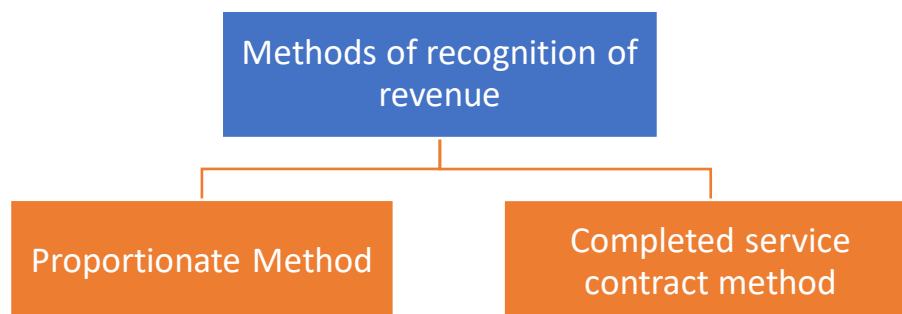 Methods of recognition of
revenue
Proportionate Method
Completed service
contract method